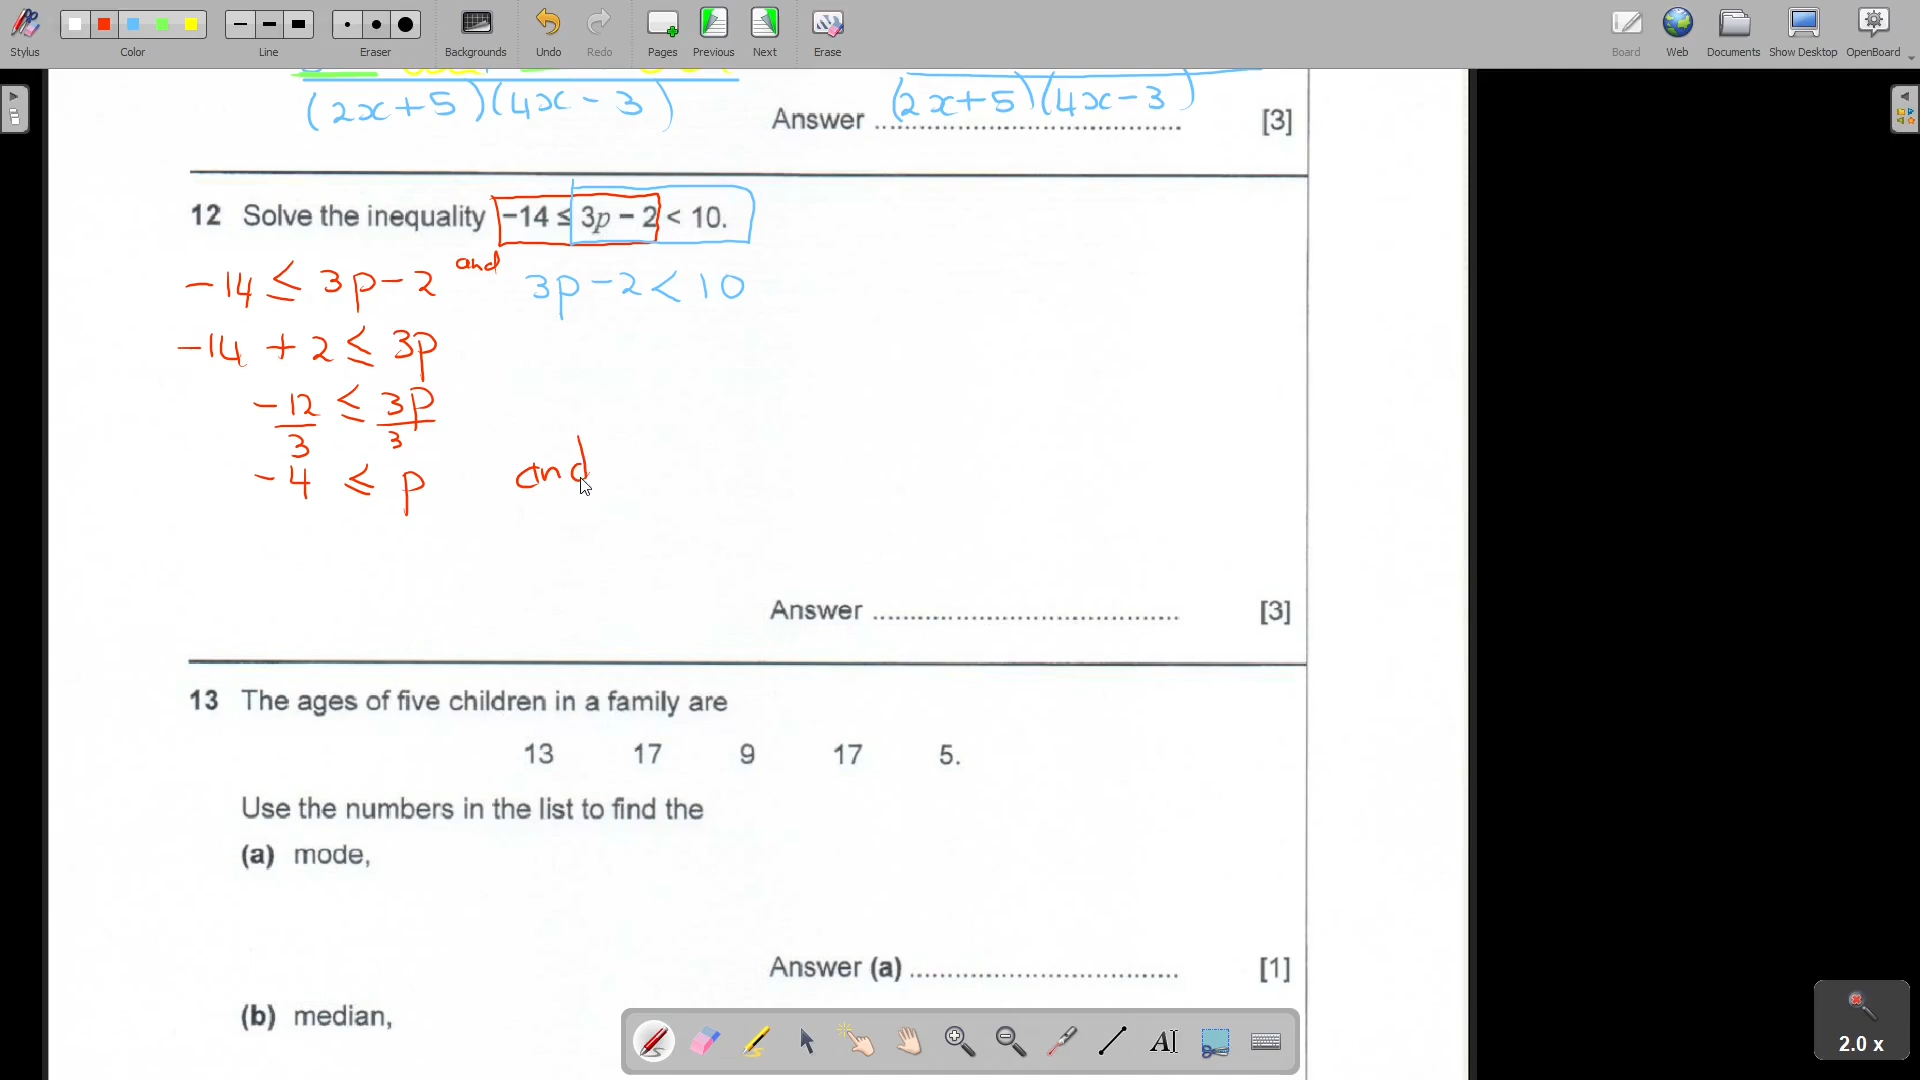 Stylus Color Line Eraser Backgrounds Undo Redo Pages Previous Next Erase Board Web Documents Show Desktop OpenBoard
(2x+5)(4x-3) (2x+5)(4x-3)
Answer ........................................ [3]
12 Solve the inequality −14 ≤ 3p − 2 < 10.
-14 ≤ 3p-2 and 3p-2 < 10
-14 + 2 ≤ 3p
-12 ≤ 3p
3 3
-4 ≤ p and
Answer ........................................ [3]
13 The ages of five children in a family are
13 17 9 17 5.
Use the numbers in the list to find the
(a) mode,
Answer (a) ................................... [1]
(b) median,
2.0 x